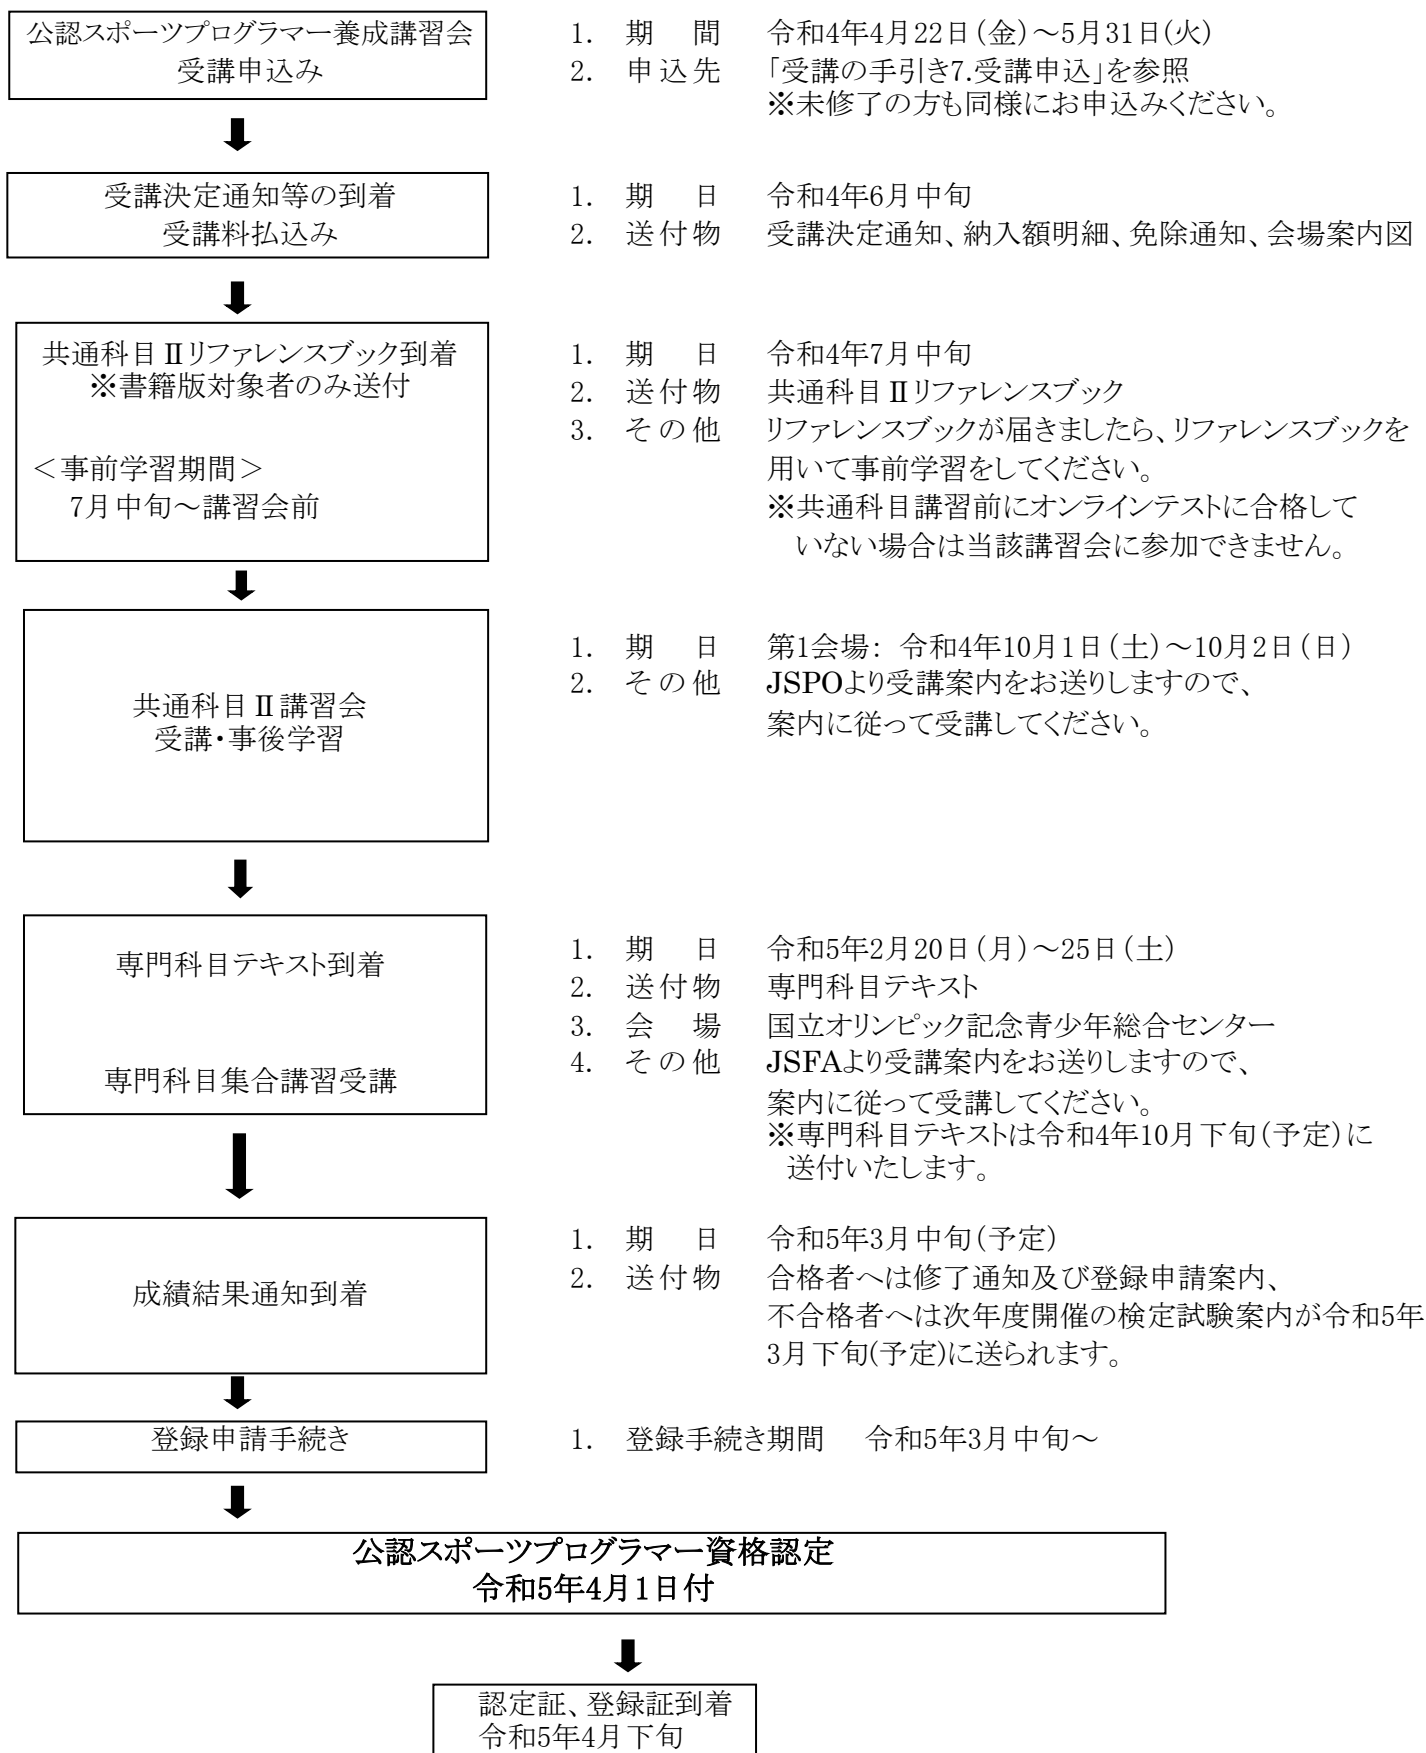 公認スポーツプログラマー養成講習会
受講申込み
1. 期 間 令和4年4月22日(金)～5月31日(火)
2. 申込先 「受講の手引き7.受講申込」を参照
※未修了の方も同様にお申込みください。
受講決定通知等の到着
受講料払込み
1. 期 日 令和4年6月中旬
2. 送付物 受講決定通知、納入額明細、免除通知、会場案内図
共通科目Ⅱリファレンスブック到着
※書籍版対象者のみ送付
＜事前学習期間＞
7月中旬～講習会前
1. 期 日 令和4年7月中旬
2. 送付物 共通科目Ⅱリファレンスブック
3. その他 リファレンスブックが届きましたら、リファレンスブックを
用いて事前学習をしてください。
※共通科目講習前にオンラインテストに合格して
いない場合は当該講習会に参加できません。
共通科目Ⅱ講習会
受講・事後学習
1. 期 日 第1会場： 令和4年10月1日(土)～10月2日(日)
2. その他 JSPOより受講案内をお送りしますので、
案内に従って受講してください。
専門科目テキスト到着
専門科目集合講習受講
1. 期 日 令和5年2月20日(月)～25日(土)
2. 送付物 専門科目テキスト
3. 会 場 国立オリンピック記念青少年総合センター
4. その他 JSFAより受講案内をお送りしますので、
案内に従って受講してください。
※専門科目テキストは令和4年10月下旬(予定)に
送付いたします。
成績結果通知到着
1. 期 日 令和5年3月中旬(予定)
2. 送付物 合格者へは修了通知及び登録申請案内、
不合格者へは次年度開催の検定試験案内が令和5年
3月下旬(予定)に送られます。
登録申請手続き
1. 登録手続き期間 令和5年3月中旬～
公認スポーツプログラマー資格認定
令和5年4月1日付
認定証、登録証到着
令和5年4月下旬